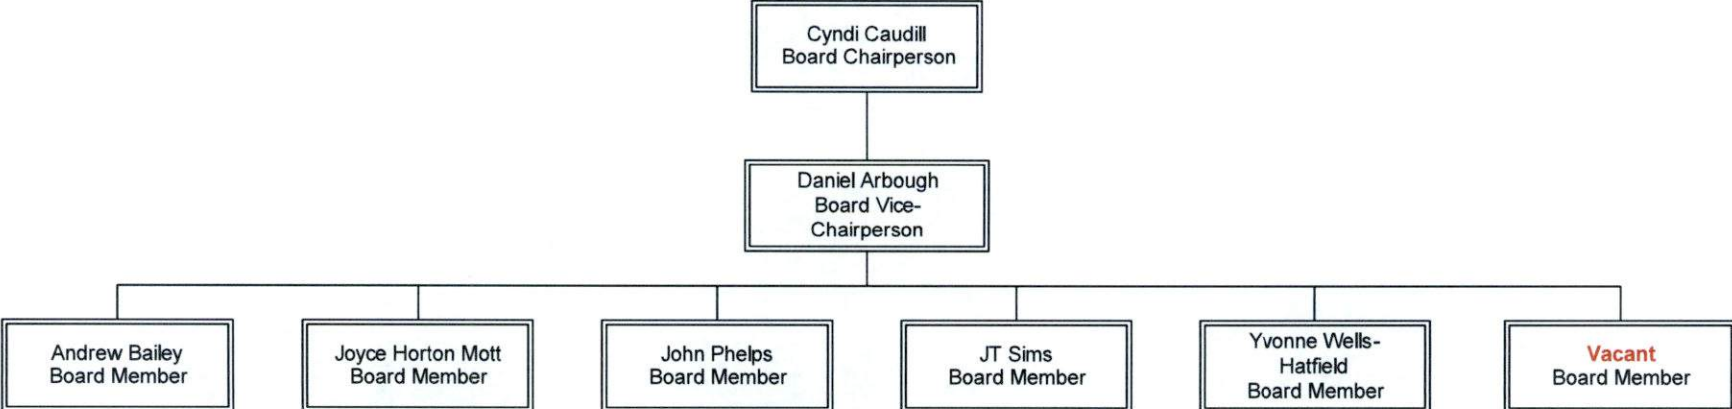 Cyndi Caudill
Board Chairperson
Daniel Arbough
Board Vice-
Chairperson
Andrew Bailey
Board Member
Joyce Horton Mott
Board Member
John Phelps
Board Member
JT Sims
Board Member
Yvonne Wells-
Hatfield
Board Member
Vacant
Board Member